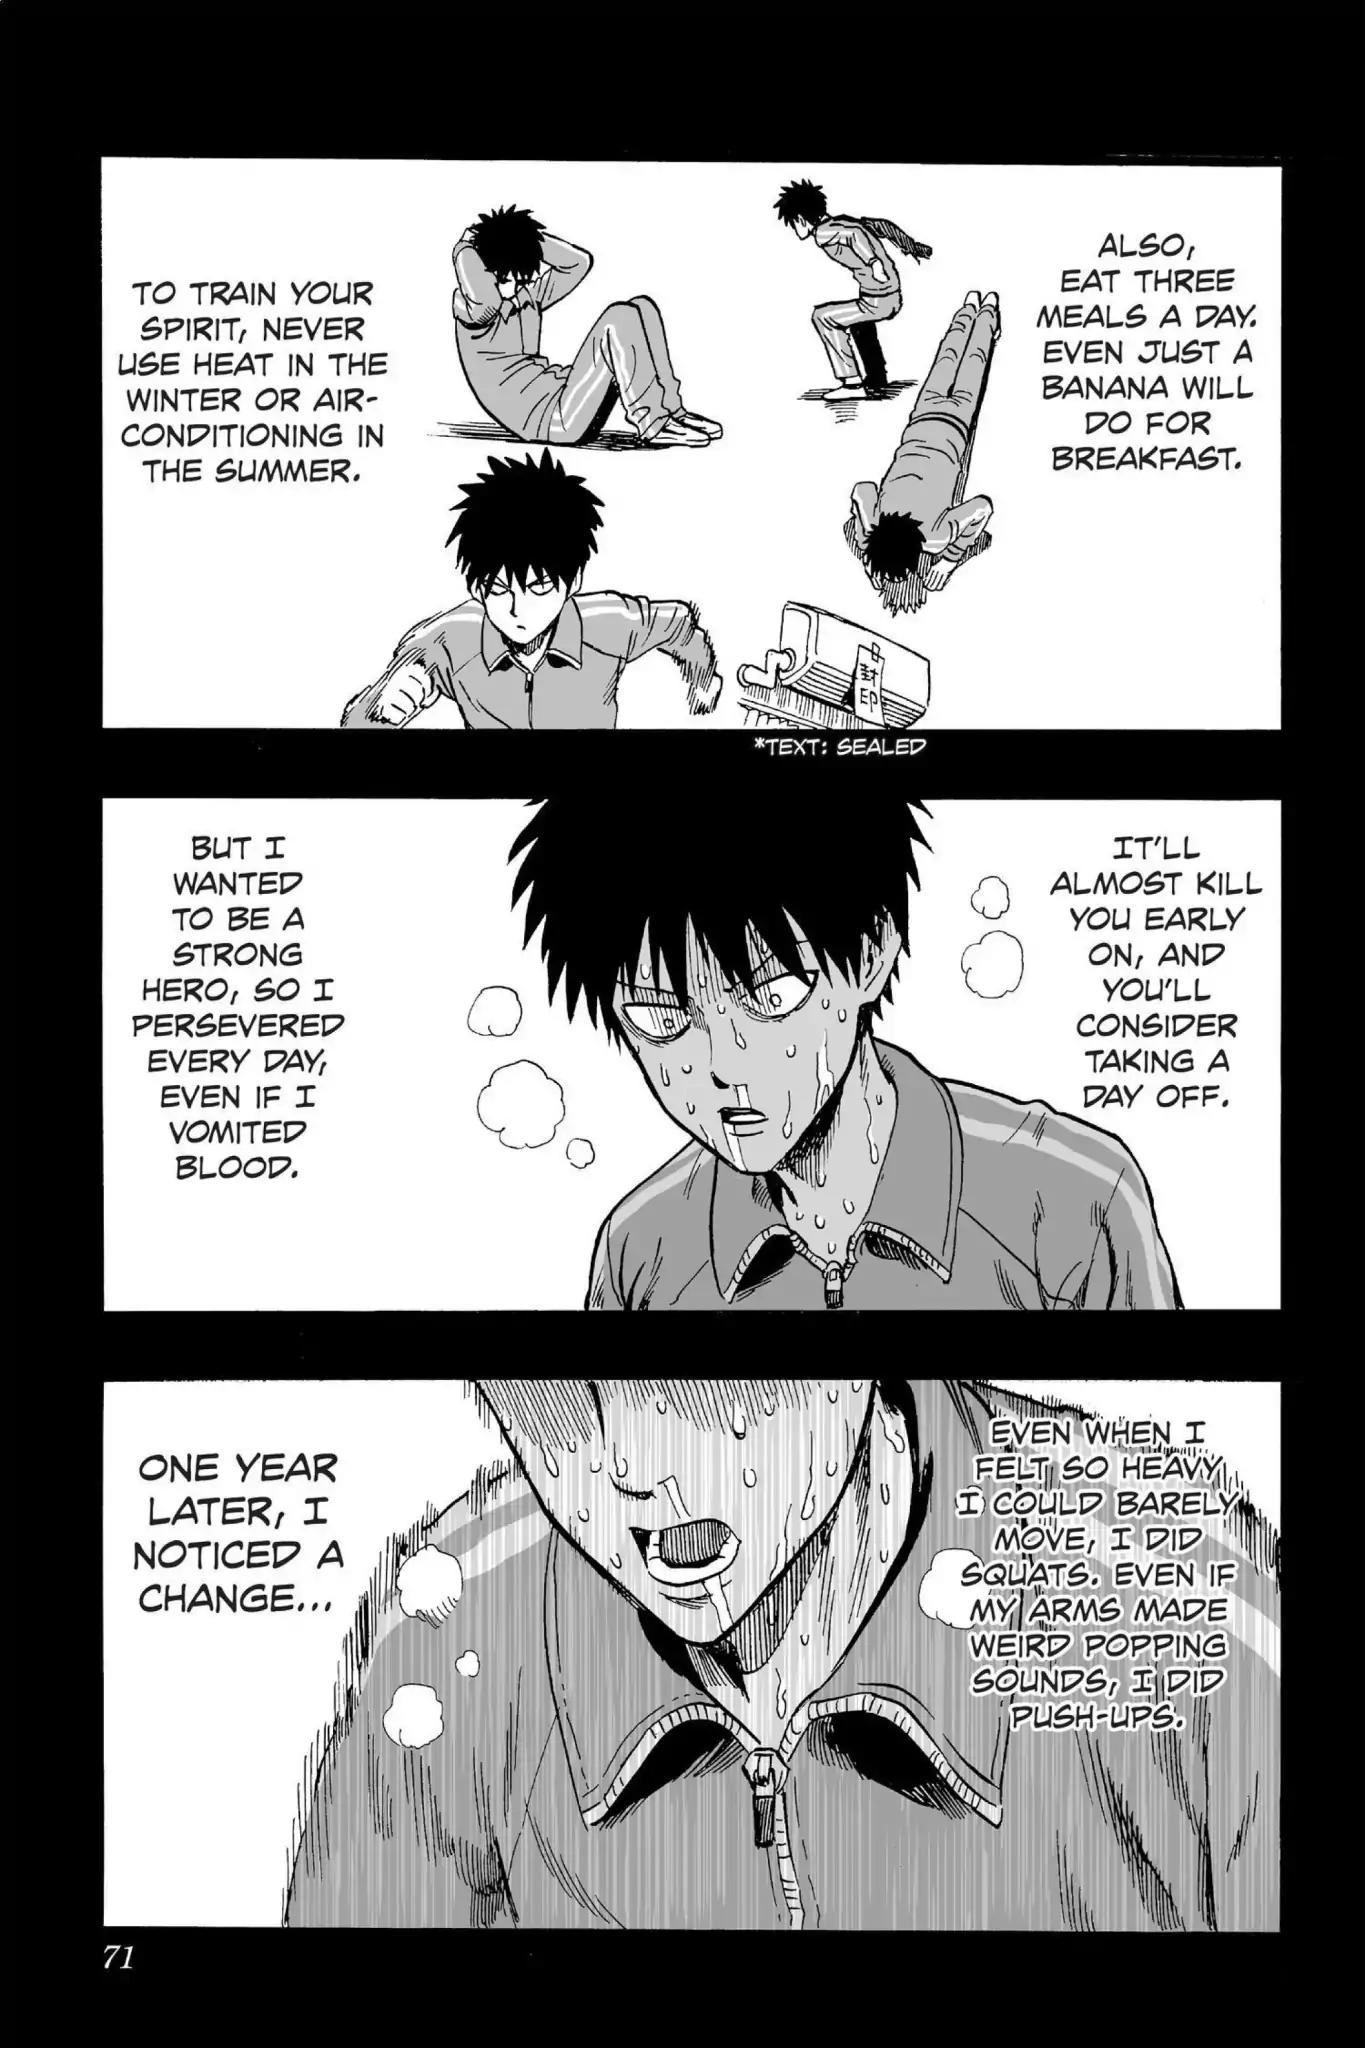 ALSO,
EAT THREE
MEALS A DAY.
EVEN JUST A
BANANA WILL
DO FOR
BREAKFAST.
TO TRAIN YOUR
SPIRIT, NEVER
USE HEAT IN THE
WINTER OR AIR-
CONDITIONING IN
THE SUMMER.
封
印
*TEXT: SEALED
IT'LL
ALMOST KILL
YOU EARLY
ON, AND
YOU'LL
CONSIDER
TAKING A
DAY OFF.
BUT I
WANTED
TO BE A
STRONG
HERO, SO I
PERSEVERED
EVERY DAY,
EVEN IF I
VOMITED
BLOOD.
EVEN WHEN I
FELT SO HEAVY
I COULD BARELY
MOVE, I DID
SQUATS. EVEN IF
MY ARMS MADE
WEIRD POPPING
SOUNDS, I DID
PUSH-UPS.
ONE YEAR
LATER, I
NOTICED A
CHANGE...
71